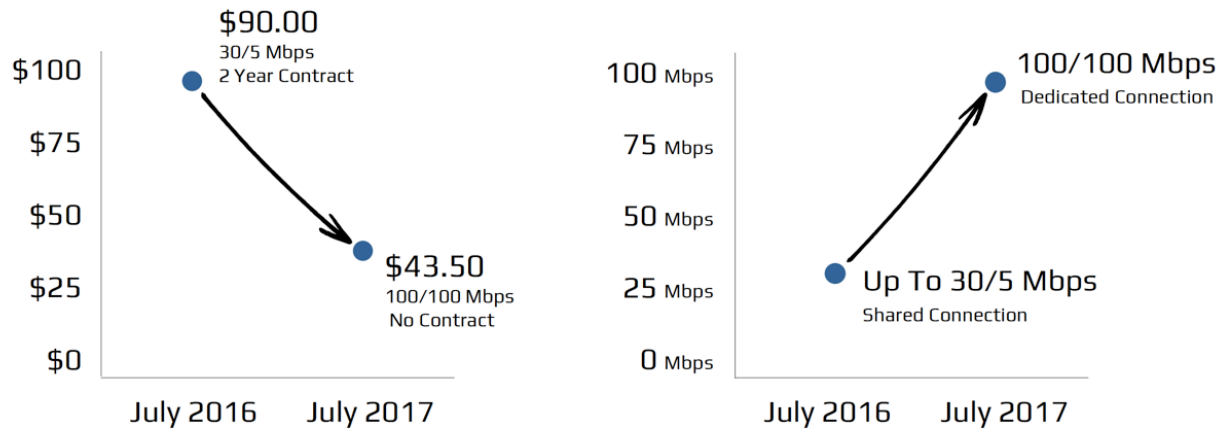 $90.00
30/5 Mbps
2 Year Contract
$100
$75
$50
$25
$0
$43.50
100/100 Mbps
No Contract
July 2016
July 2017
100 Mbps
75 Mbps
50 Mbps
25 Mbps
0 Mbps
100/100 Mbps
Dedicated Connection
Up To 30/5 Mbps
Shared Connection
July 2016
July 2017